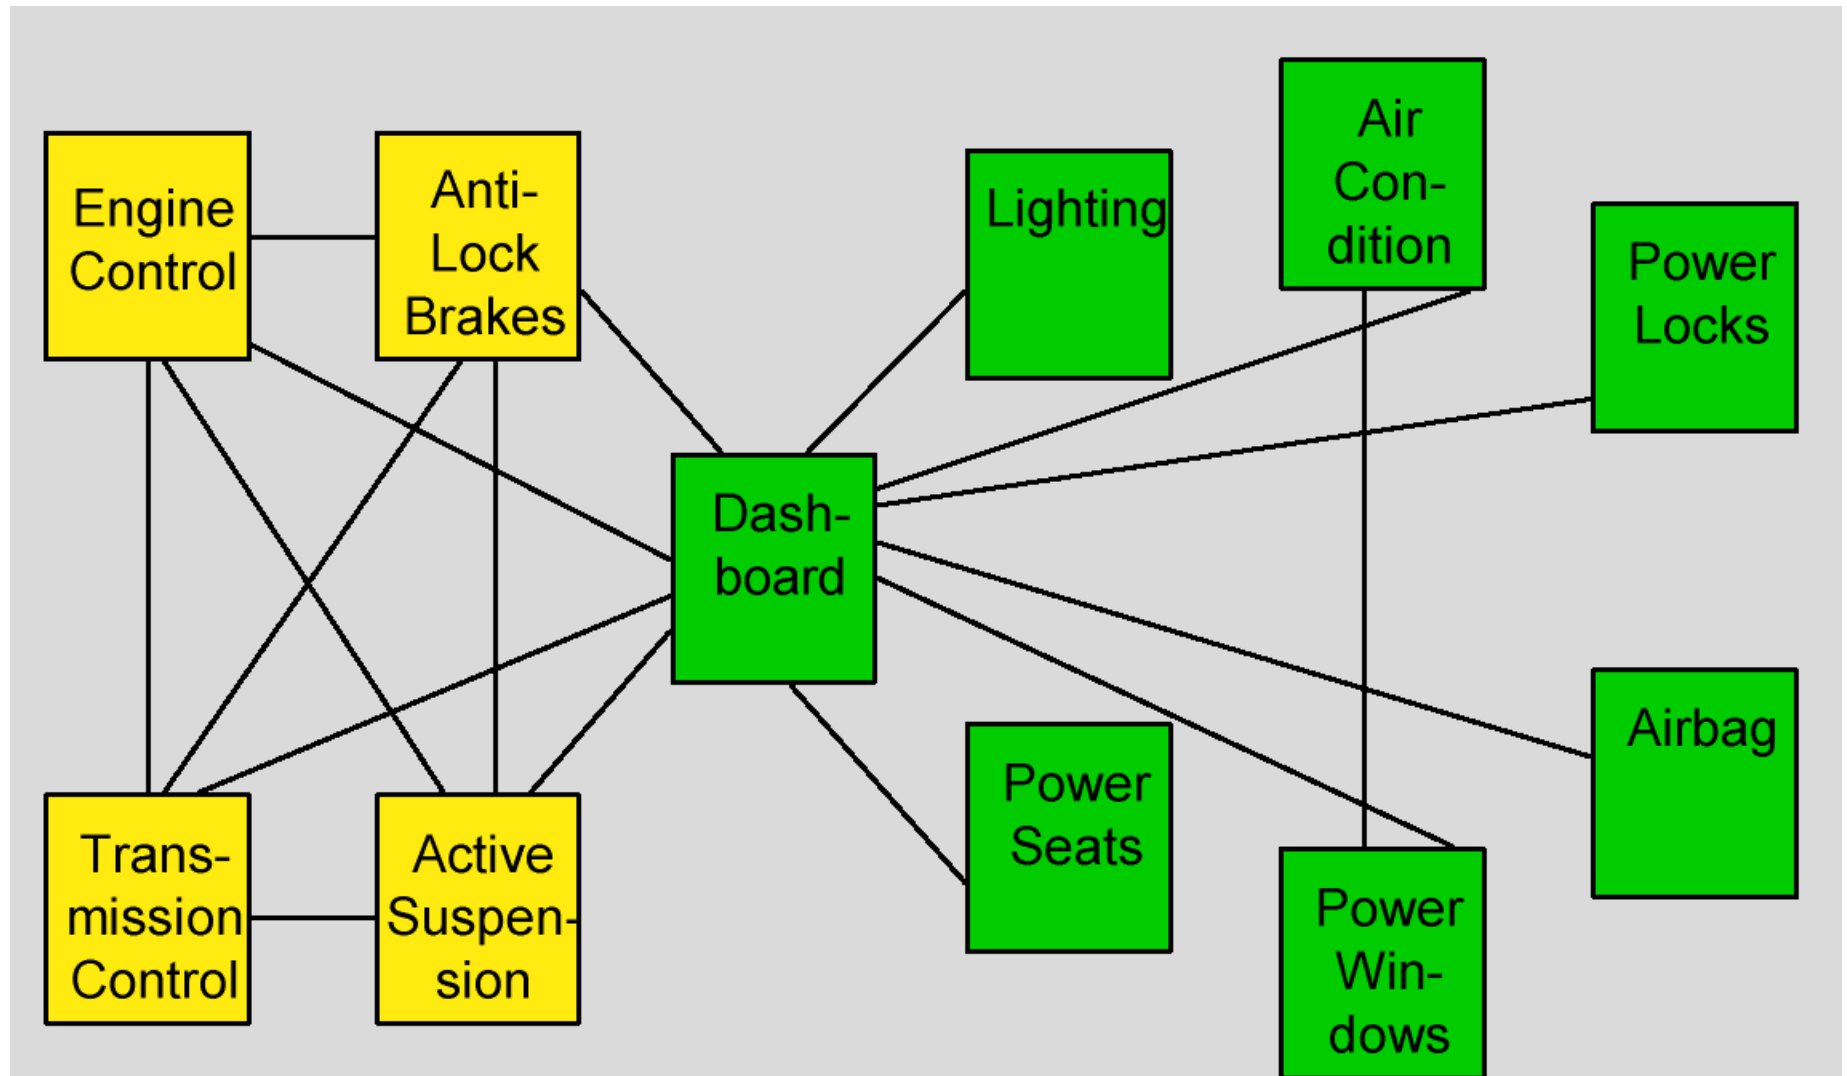 Engine
Control
Anti-
Lock
Brakes
Lighting
Air
Con-
dition
Power
Locks
Dash-
board
Trans-
mission
Control
Active
Suspen-
sion
Power
Seats
Power
Win-
dows
Airbag